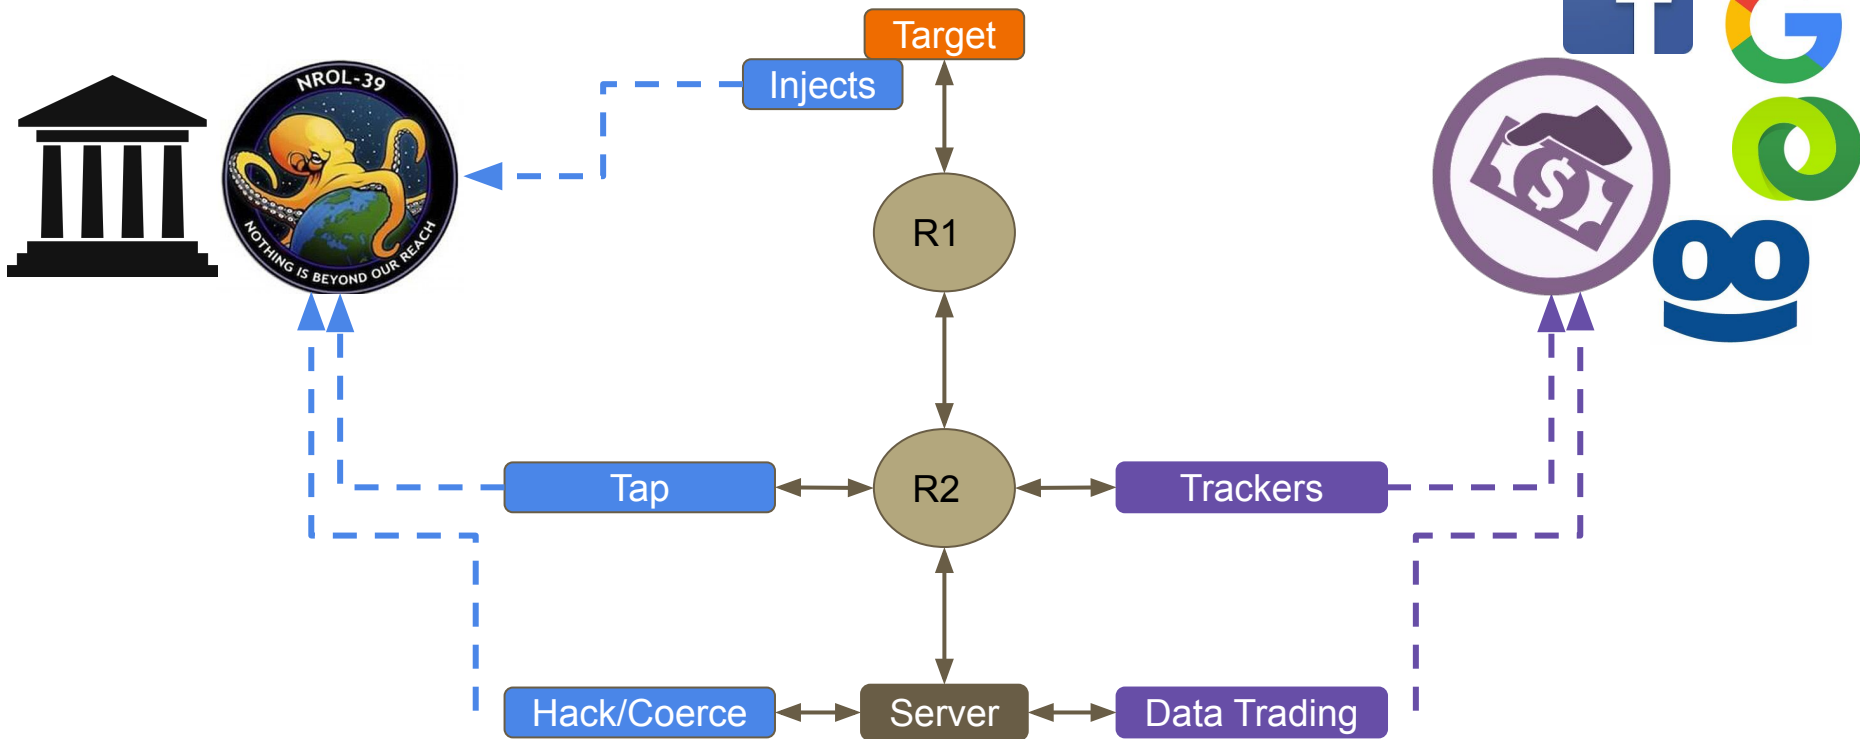 Target
Injects
NROL-39
NOTHING IS BEYOND OUR REACH
R1
Tap
R2
Trackers
Hack/Coerce
Server
Data Trading